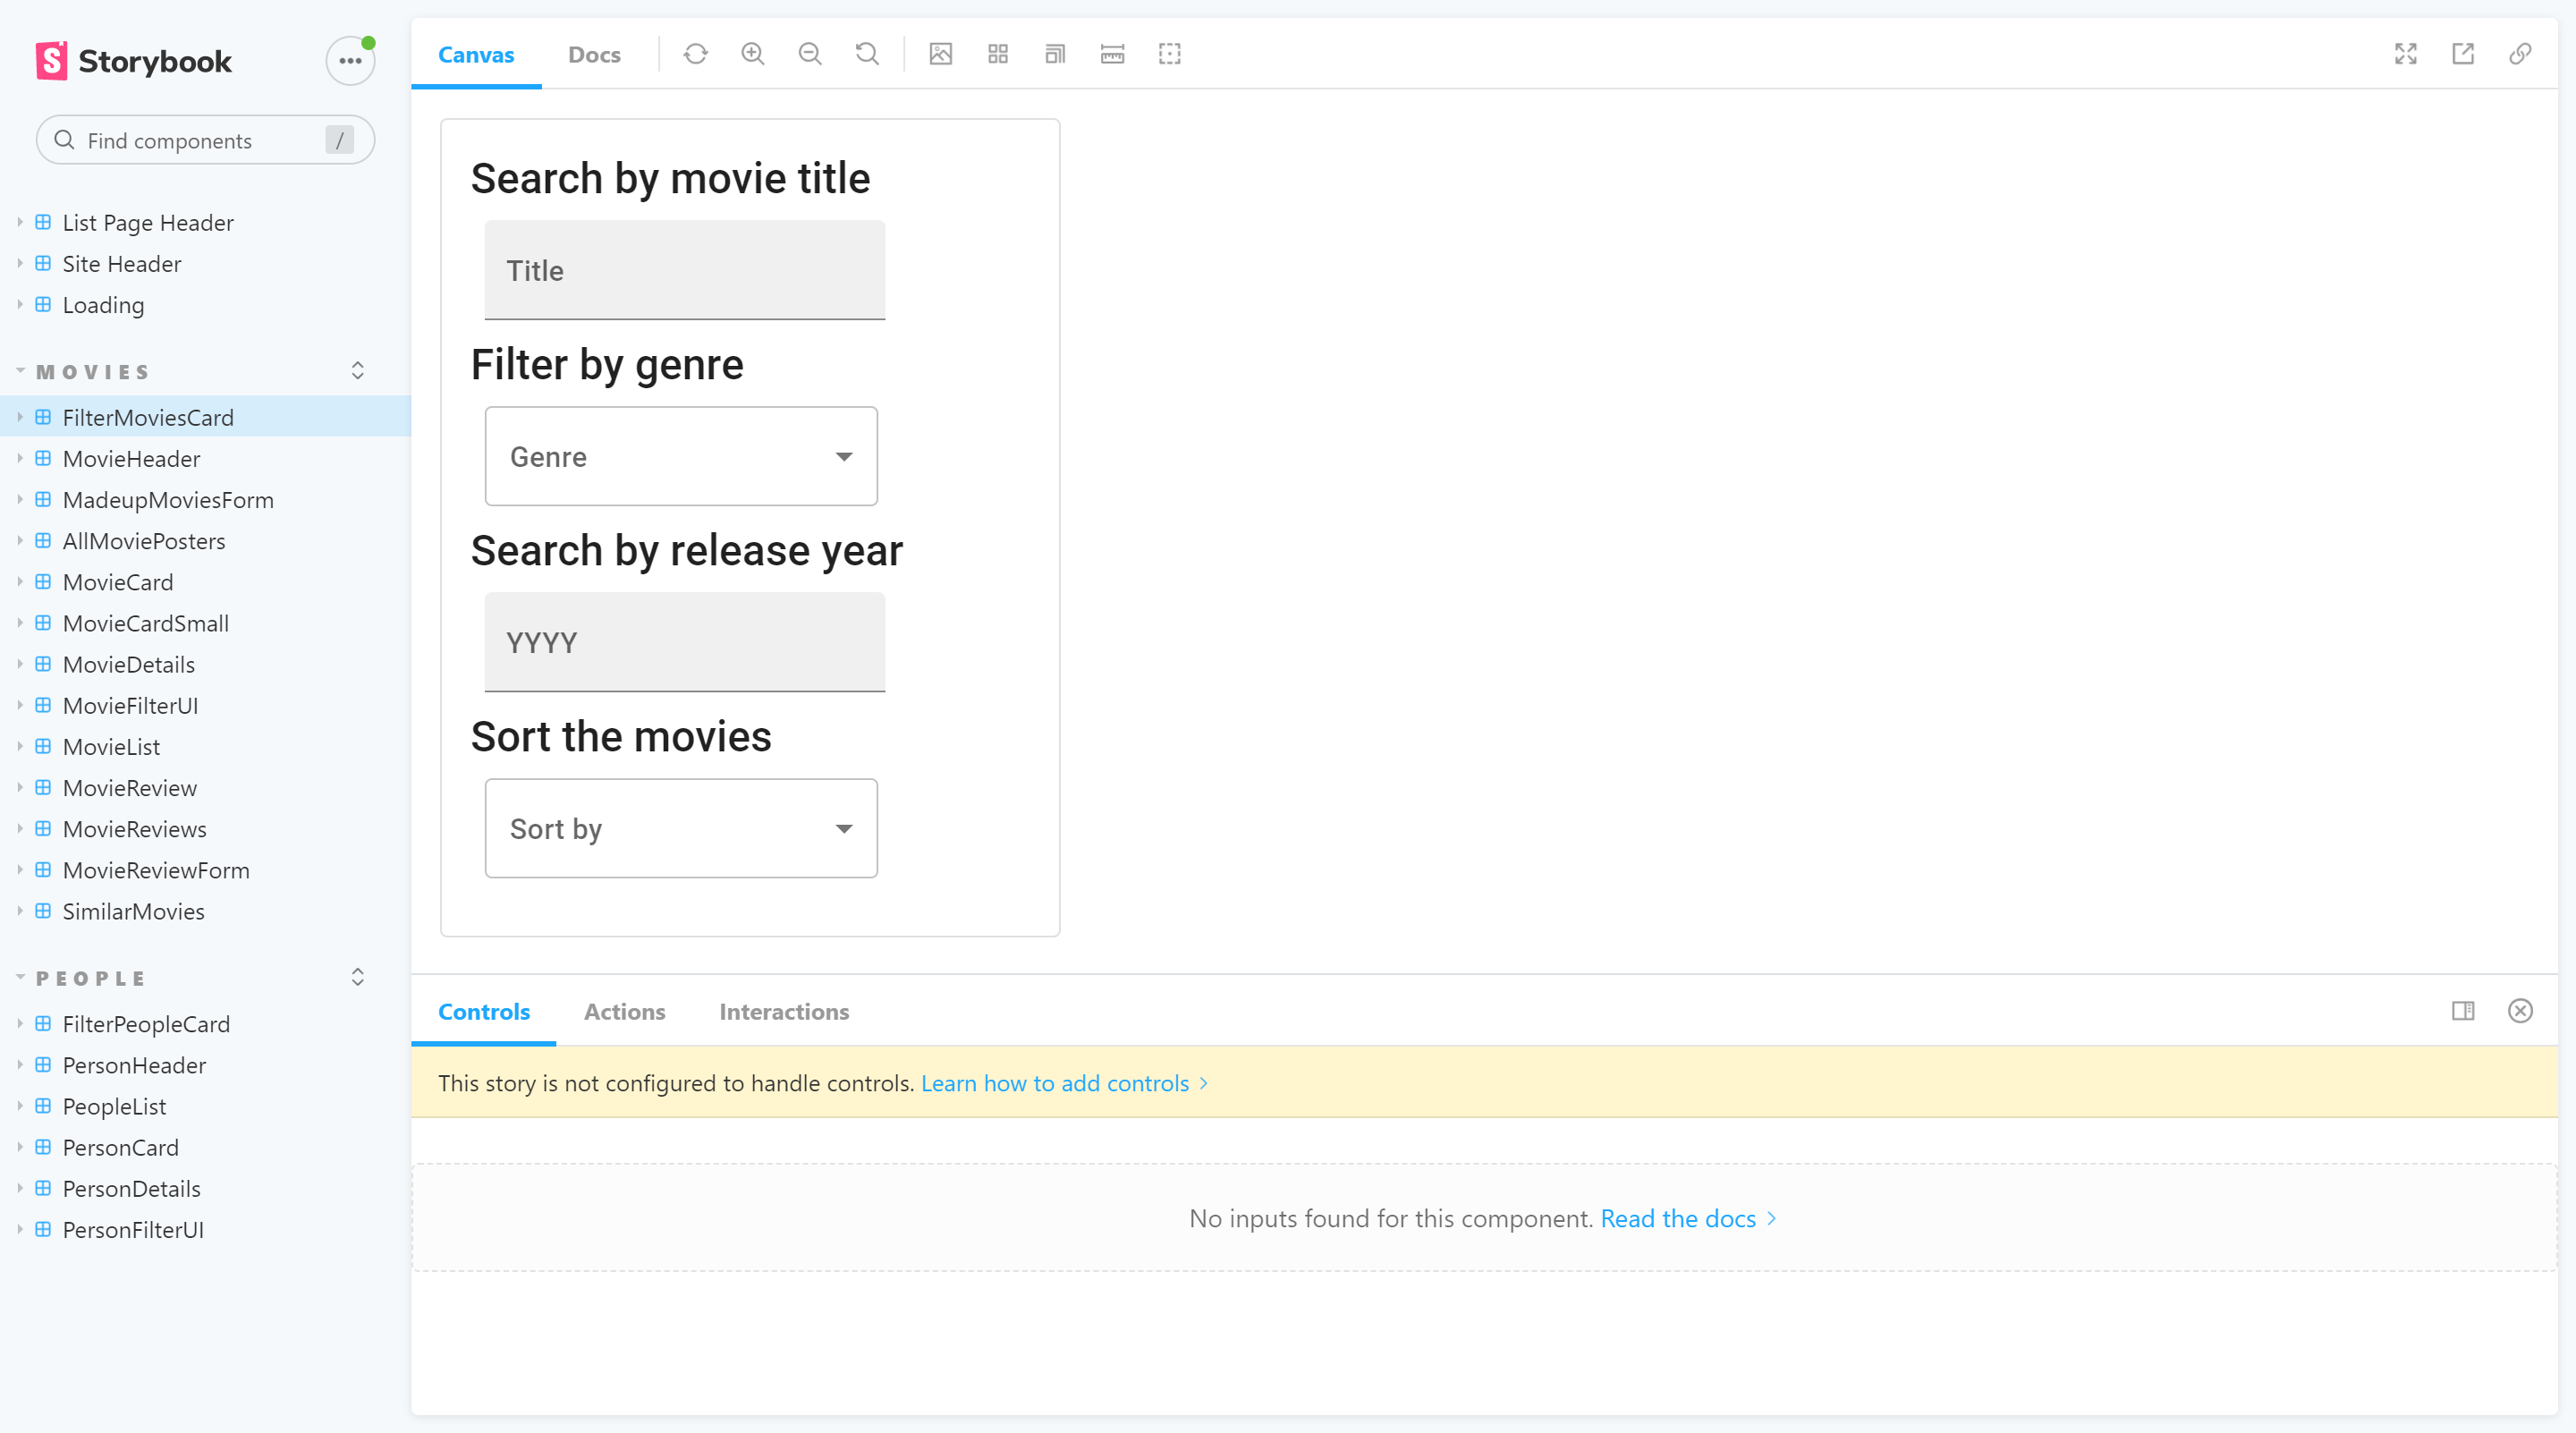 Storybook
Find components
/
List Page Header
Site Header
Loading
MOVIES
FilterMoviesCard
MovieHeader
MadeupMoviesForm
AllMoviePosters
MovieCard
MovieCardSmall
MovieDetails
MovieFilterUI
MovieList
MovieReview
MovieReviews
MovieReviewForm
SimilarMovies
PEOPLE
FilterPeopleCard
PersonHeader
PeopleList
PersonCard
PersonDetails
PersonFilterUI
Canvas Docs
Search by movie title
Title
Filter by genre
Genre
Search by release year
YYYY
Sort the movies
Sort by
Controls Actions Interactions
This story is not configured to handle controls. Learn how to add controls
No inputs found for this component. Read the docs